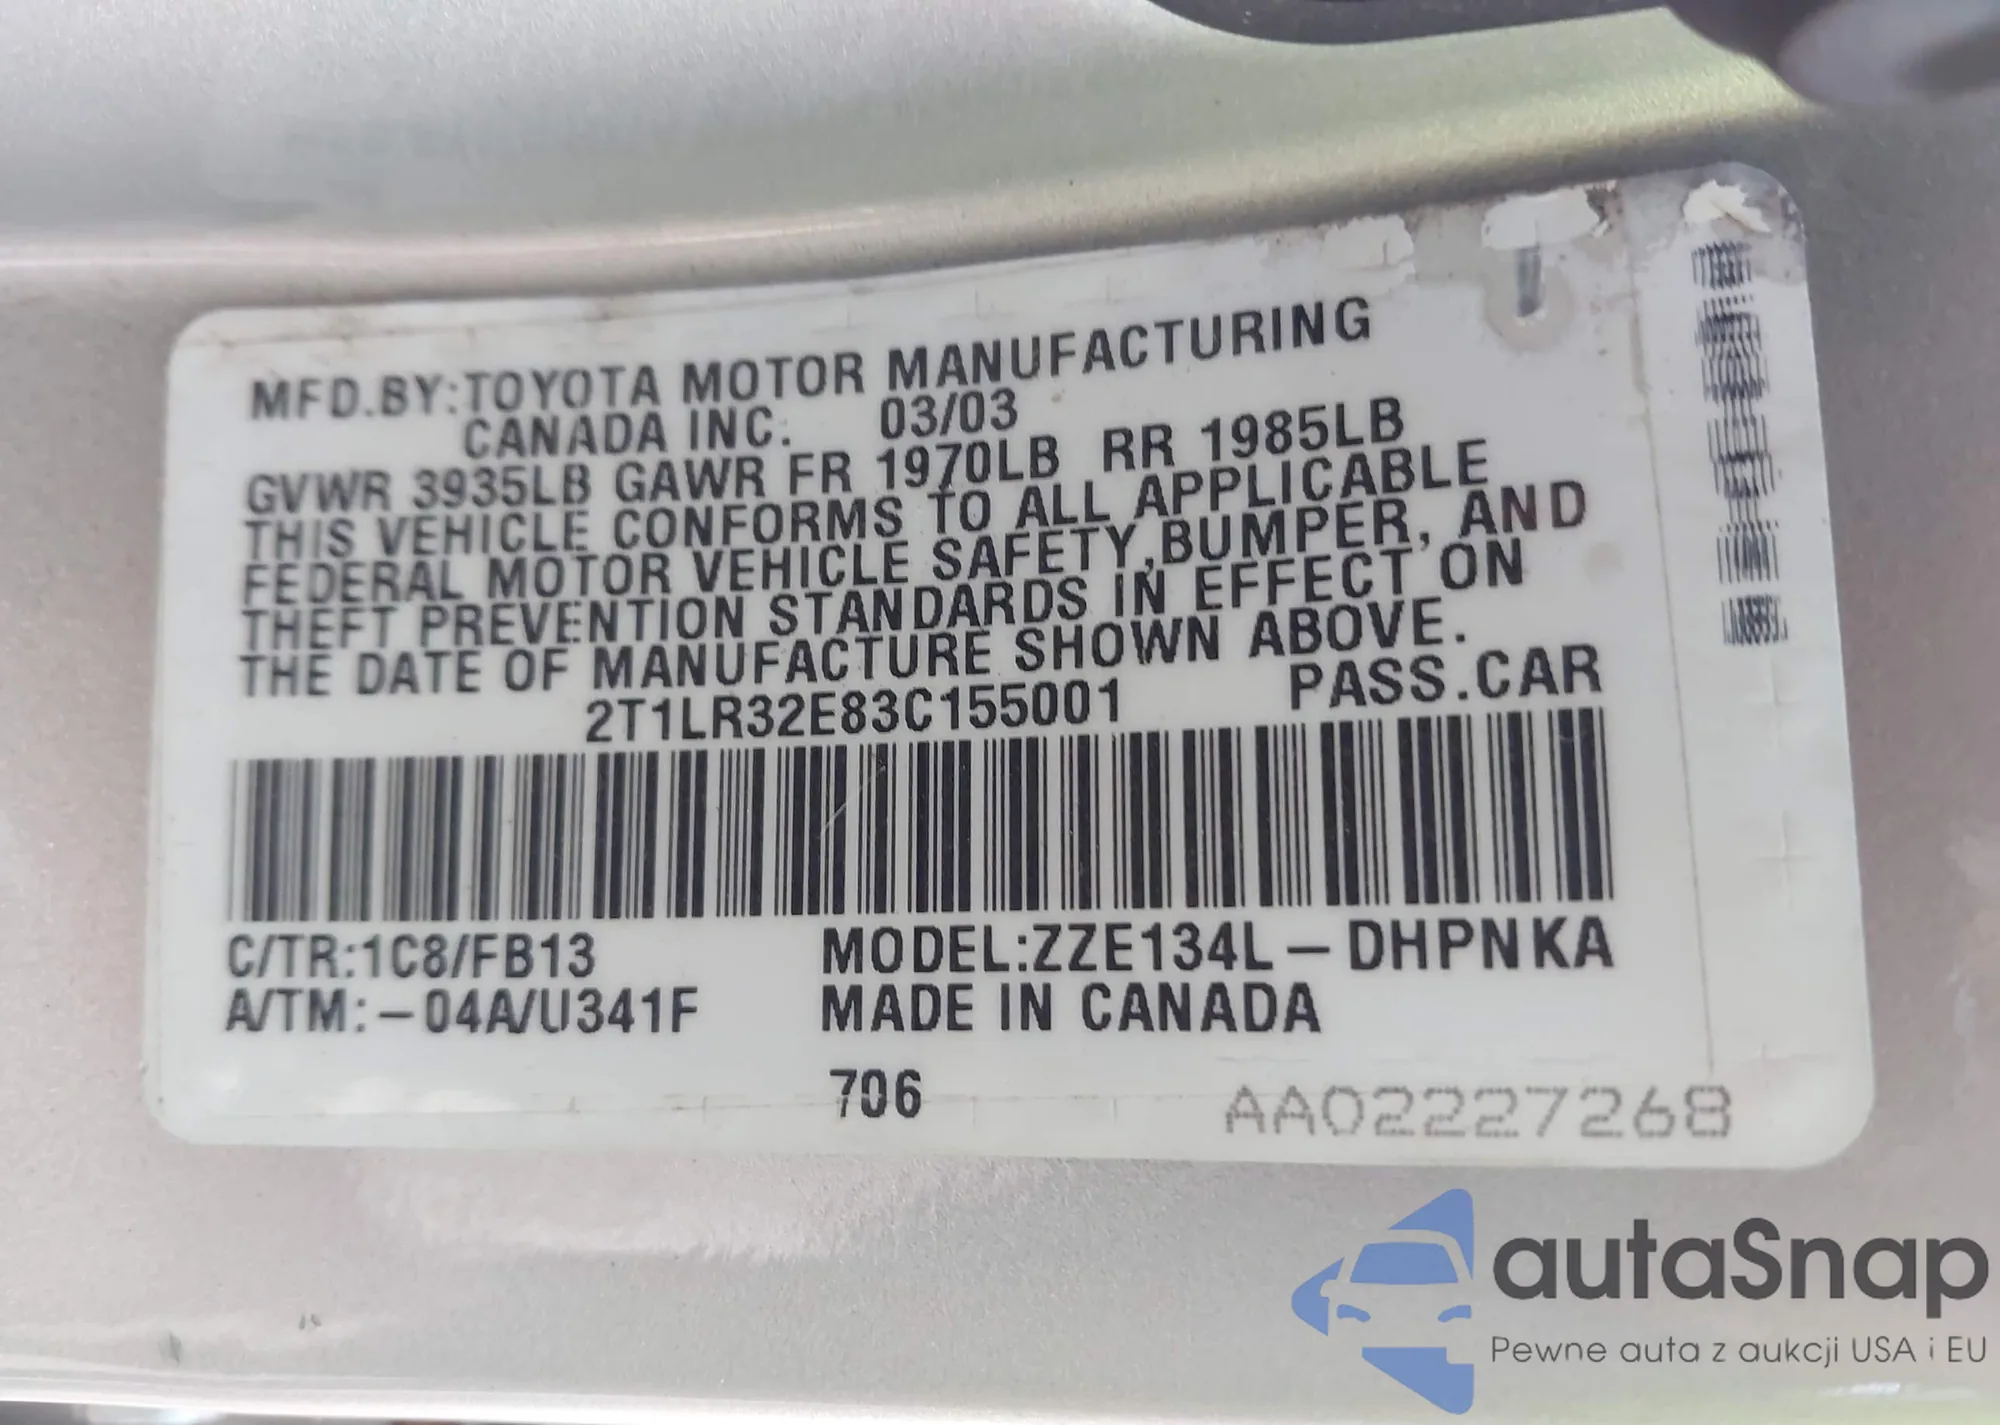 MFD.BY:TOYOTA MOTOR MANUFACTURING
CANADA INC. 03/03
GVWR 3935LB GAWR FR 1970LB RR 1985LB
THIS VEHICLE CONFORMS TO ALL APPLICABLE
FEDERAL MOTOR VEHICLE SAFETY,BUMPER, AND
THEFT PREVENTION STANDARDS IN EFFECT ON
THE DATE OF MANUFACTURE SHOWN ABOVE.
2T1LR32E83C155001 PASS.CAR
C/TR:1C8/FB13 MODEL:ZZE134L-DHPNKA
A/TM:-04A/U341F MADE IN CANADA
706 AA02227268
autaSnap
Pewne auta z aukcji USA i EU